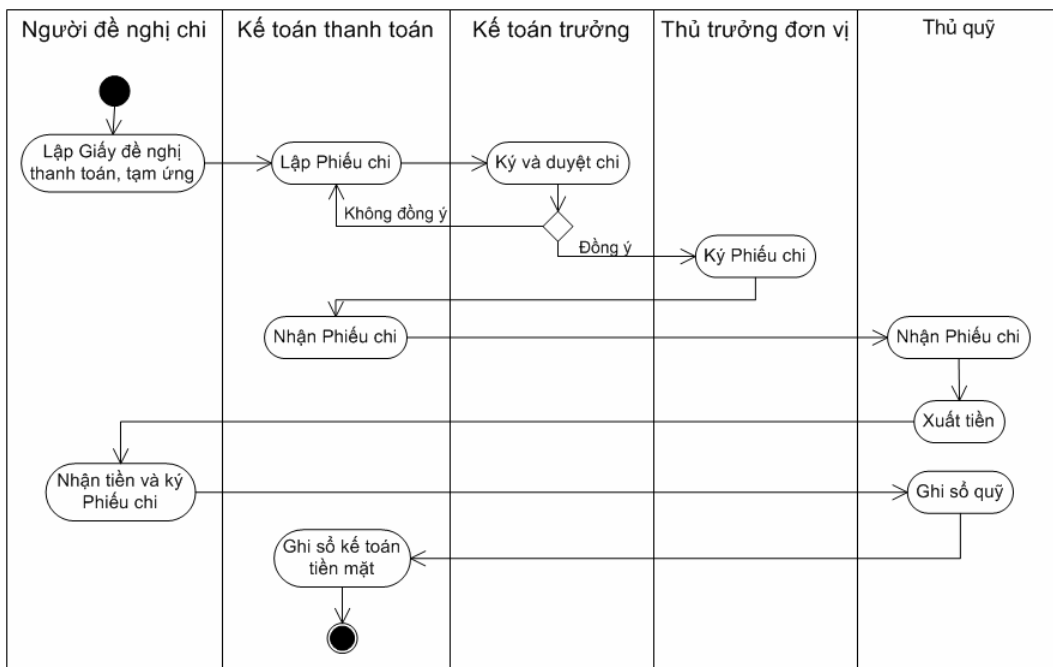 Người đề nghị chi
Kế toán thanh toán
Kế toán trưởng
Thủ trưởng đơn vị
Thủ quỹ
Lập Giấy đề nghị
thanh toán, tạm ứng
Lập Phiếu chi
Ký và duyệt chi
Không đồng ý
Đồng ý
Ký Phiếu chi
Nhận Phiếu chi
Nhận Phiếu chi
Xuất tiền
Nhận tiền và ký
Phiếu chi
Ghi sổ quỹ
Ghi sổ kế toán
tiền mặt